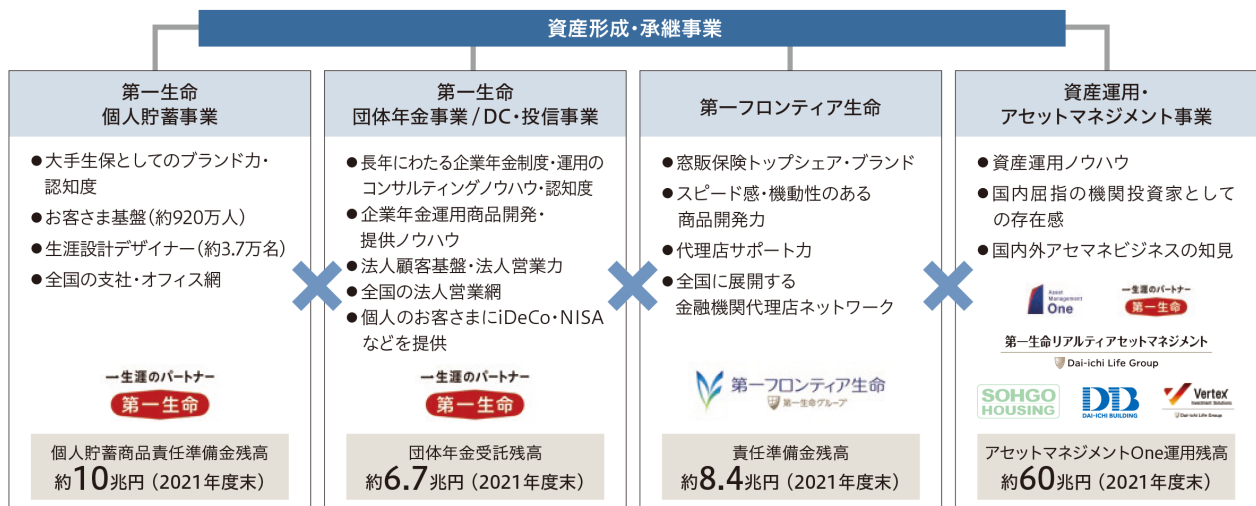 資産形成・承継事業
第一生命
個人貯蓄事業
●大手生保としてのブランド力・
認知度
●お客さま基盤（約920万人）
●生涯設計デザイナー（約3.7万名）
●全国の支社・オフィス網
一生涯のパートナー
第一生命
個人貯蓄商品責任準備金残高
約10兆円（2021年度末）
第一生命
団体年金事業/DC・投信事業
●長年にわたる企業年金制度・運用の
コンサルティングノウハウ・認知度
●企業年金運用商品開発・
提供ノウハウ
●法人顧客基盤・法人営業力
●全国の法人営業網
●個人のお客さまにiDeCo・NISA
などを提供
一生涯のパートナー
第一生命
団体年金受託残高
約6.7兆円（2021年度末）
第一フロンティア生命
●窓販保険トップシェア・ブランド
●スピード感・機動性のある
商品開発力
●代理店サポート力
●全国に展開する
金融機関代理店ネットワーク
第一フロンティア生命
第一生命グループ
責任準備金残高
約8.4兆円（2021年度末）
資産運用・
アセットマネジメント事業
●資産運用ノウハウ
●国内屈指の機関投資家として
の存在感
●国内外アセマネビジネスの知見
Asset
Management
One
一生涯のパートナー
第一生命
第一生命リアルティアセットマネジメント
Dai-ichi Life Group
SOHGO
HOUSING
DB
DAI-ICHI BUILDING
Vertex
Investment Solutions
Dai-ichi Life Group
アセットマネジメントOne運用残高
約60兆円（2021年度末）